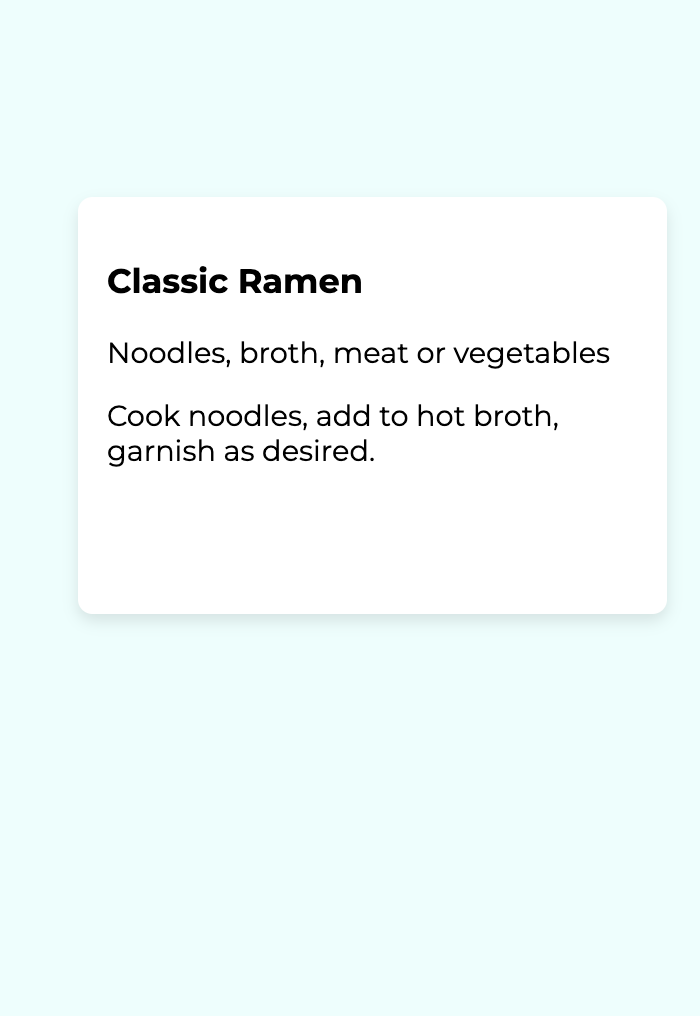 Classic Ramen
Noodles, broth, meat or vegetables
Cook noodles, add to hot broth,
garnish as desired.